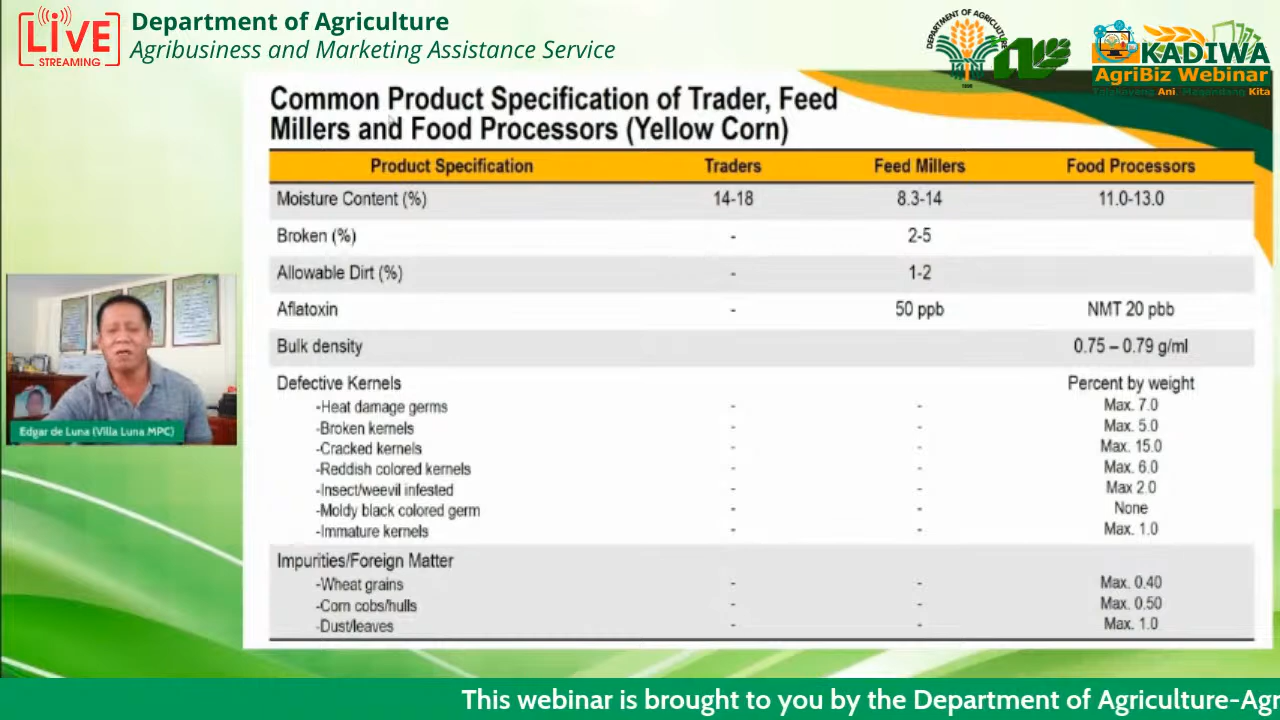 LIVE
STREAMING
Department of Agriculture
Agribusiness and Marketing Assistance Service
DEPARTMENT OF AGRICULTURE
KADIWA
AgriBiz Webinar
Ani, Kita
Common Product Specification of Trader, Feed
Millers and Food Processors (Yellow Corn)
Product Specification Traders Feed Millers Food Processors
Moisture Content (%) 14-18 8.3-14 11.0-13.0
Broken (%) - 2-5
Allowable Dirt (%) - 1-2
Aflatoxin - 50 ppb NMT 20 pbb
Bulk density 0.75 – 0.79 g/ml
Defective Kernels Percent by weight
-Heat damage germs - - Max. 7.0
-Broken kernels - - Max. 5.0
-Cracked kernels - - Max. 15.0
-Reddish colored kernels - - Max. 6.0
-Insect/weevil infested - - Max 2.0
-Moldy black colored germ - - None
-Immature kernels - - Max. 1.0
Impurities/Foreign Matter
-Wheat grains - - Max. 0.40
-Corn cobs/hulls - - Max. 0.50
-Dust/leaves - - Max. 1.0
Edgar de Luna (Villa Luna MPC)
This webinar is brought to you by the Department of Agriculture-Agr